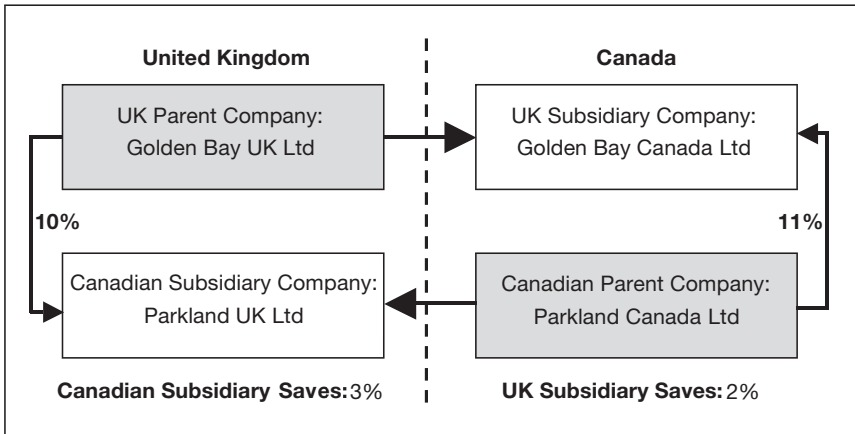 United Kingdom
Canada
UK Parent Company:
Golden Bay UK Ltd
UK Subsidiary Company:
Golden Bay Canada Ltd
10%
11%
Canadian Subsidiary Company:
Parkland UK Ltd
Canadian Parent Company:
Parkland Canada Ltd
Canadian Subsidiary Saves: 3%
UK Subsidiary Saves: 2%